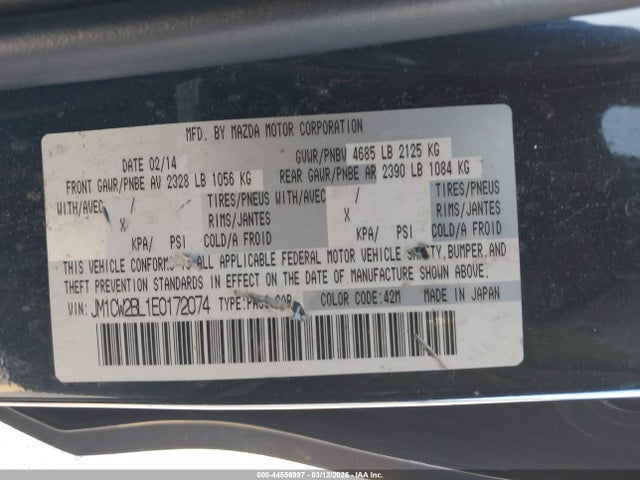 MFD. BY MAZDA MOTOR CORPORATION
DATE 02/14 GVWR/PNBV 4685 LB 2125 KG
FRONT GAWR/PNBE AV 2328 LB 1056 KG REAR GAWR/PNBE AR 2390 LB 1084 KG
WITH/AVEC / TIRES/PNEUS WITH/AVEC / TIRES/PNEUS
X RIMS/JANTES X RIMS/JANTES
KPA/ PSI COLD/A FROID KPA/ PSI COLD/A FROID
THIS VEHICLE CONFORMS TO ALL APPLICABLE FEDERAL MOTOR VEHICLE SAFETY, BUMPER, AND
THEFT PREVENTION STANDARDS IN EFFECT ON THE DATE OF MANUFACTURE SHOWN ABOVE.
VIN: JM1CW2BL1E0172074 TYPE: PASS CAR COLOR CODE: 42M MADE IN JAPAN
000-44556997 - 03/12/2026 - IAA Inc.